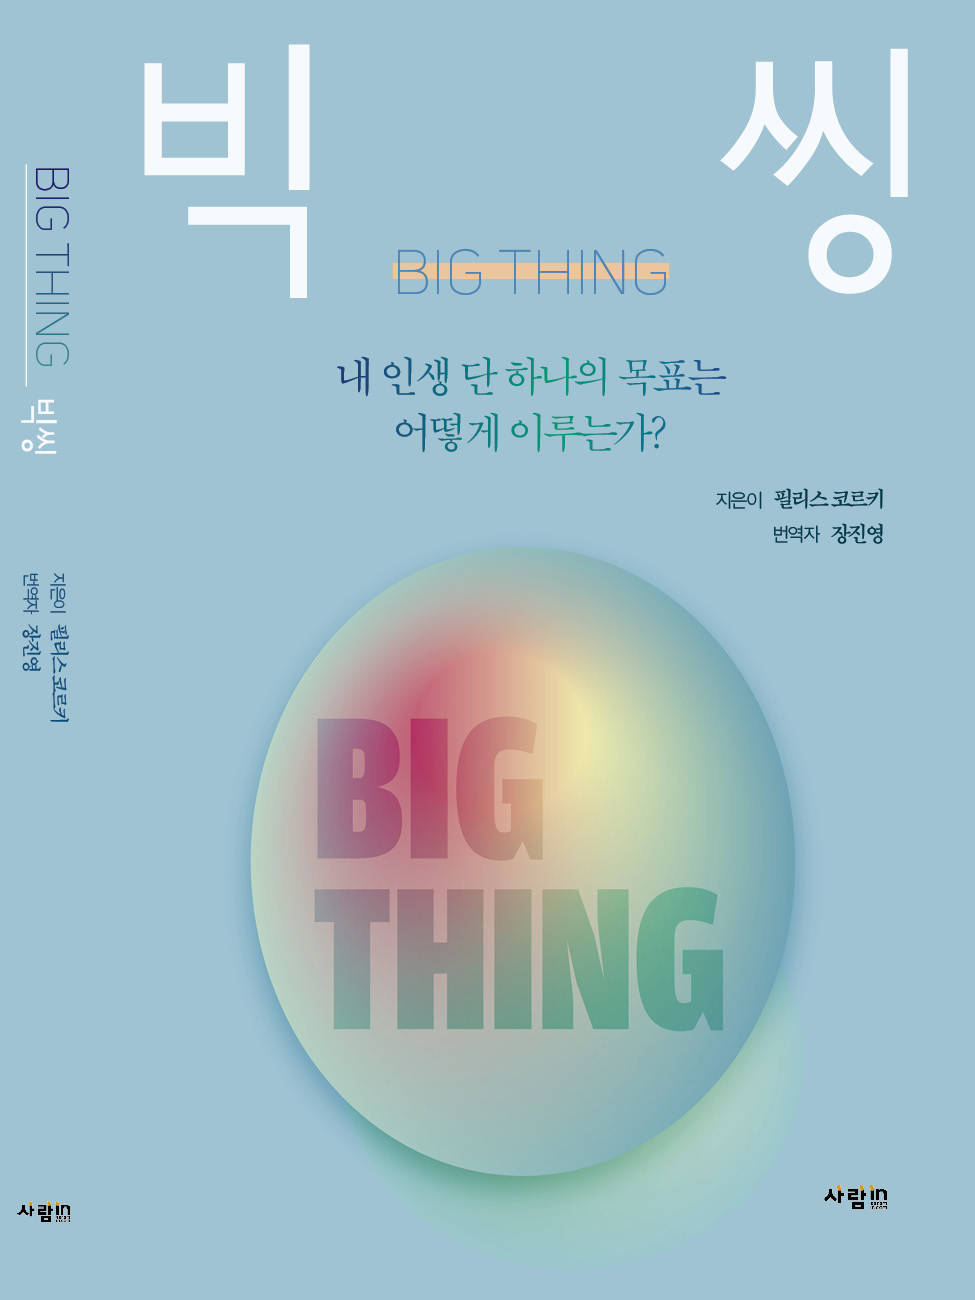 빅 씽
BIG THING
내 인생 단 하나의 목표는
어떻게 이루는가?
지은이 필리스 코르키
번역자 장진영
BIG
THING
사람in
BIG THING
빅씽
지은이 필리스 코르키
번역자 장진영
사람in